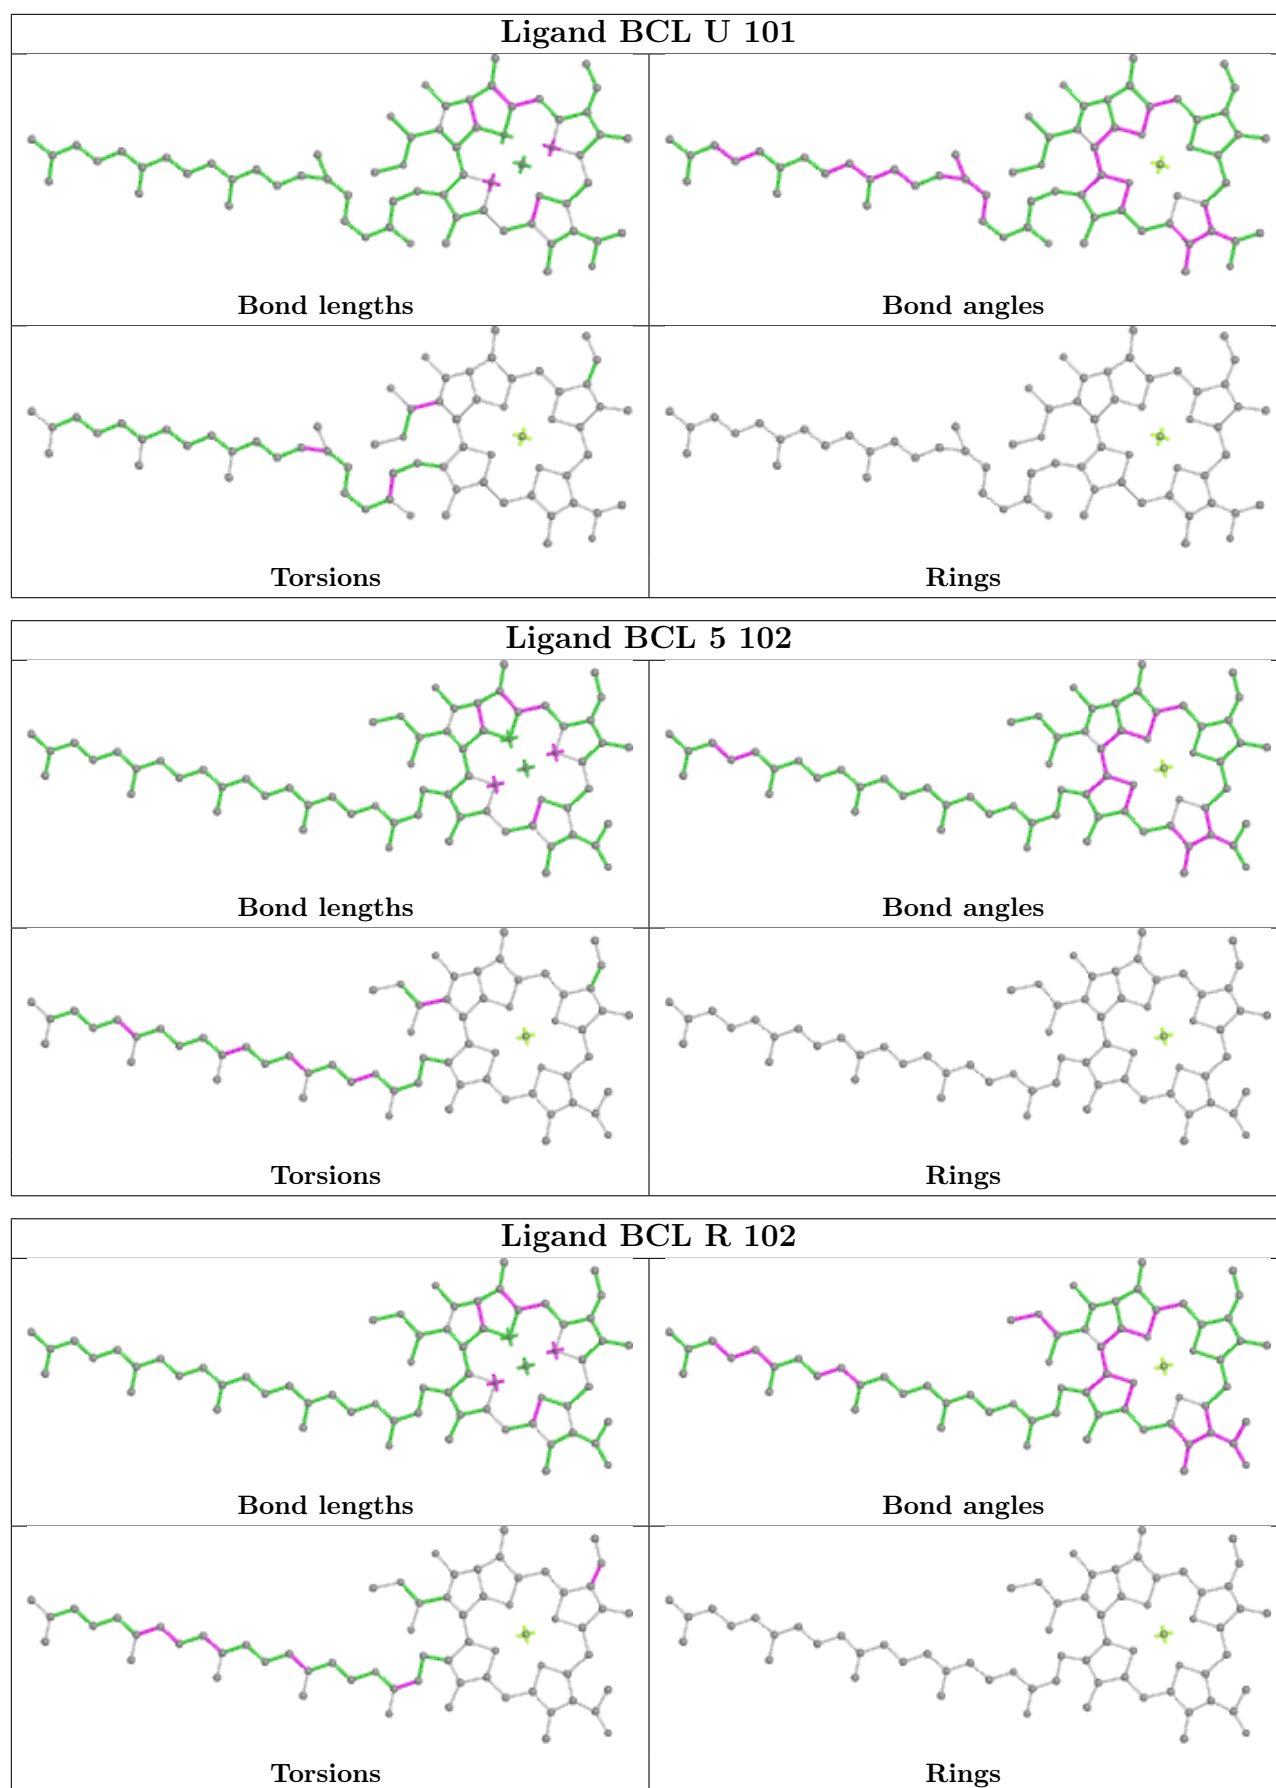 Ligand BCL U 101
Bond lengths
Bond angles
Torsions
Rings
Ligand BCL 5 102
Bond lengths
Bond angles
Torsions
Rings
Ligand BCL R 102
Bond lengths
Bond angles
Torsions
Rings